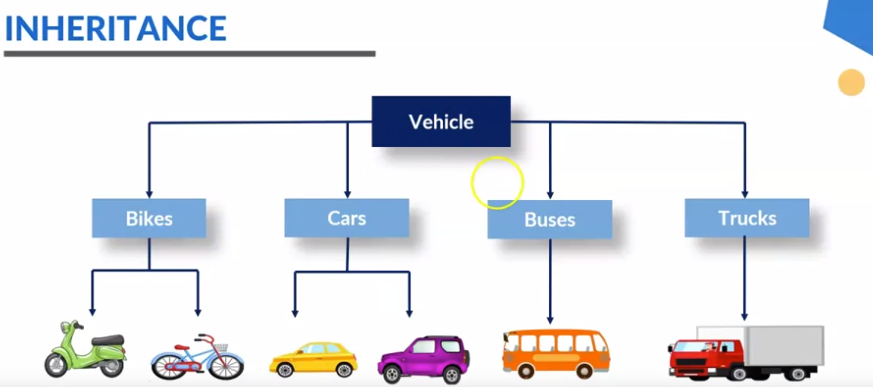 INHERITANCE
Vehicle
Bikes
Cars
Buses
Trucks